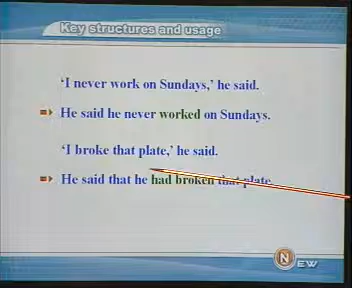 Key structures and usage
‘I never work on Sundays,’ he said.
He said he never worked on Sundays.
‘I broke that plate,’ he said.
He said that he had broken that plate.
N EW